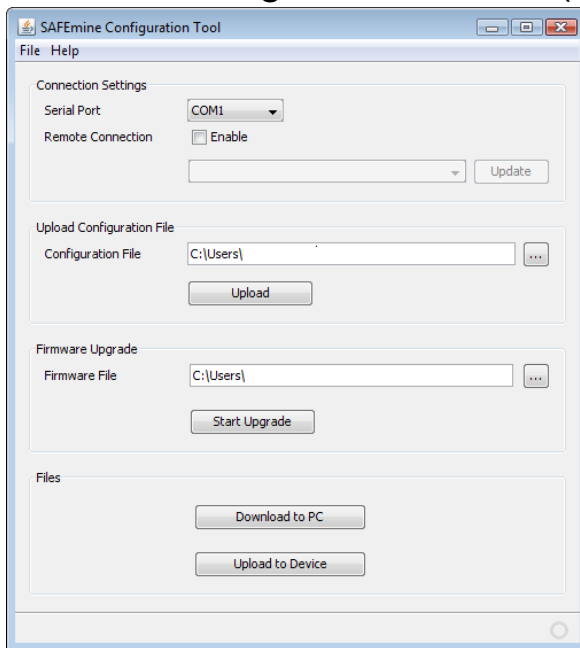 SAFEmine Configuration Tool
File Help
Connection Settings
Serial Port COM1
Remote Connection Enable
Update
Upload Configuration File
Configuration File C:\Users\ ...
Upload
Firmware Upgrade
Firmware File C:\Users\ ...
Start Upgrade
Files
Download to PC
Upload to Device